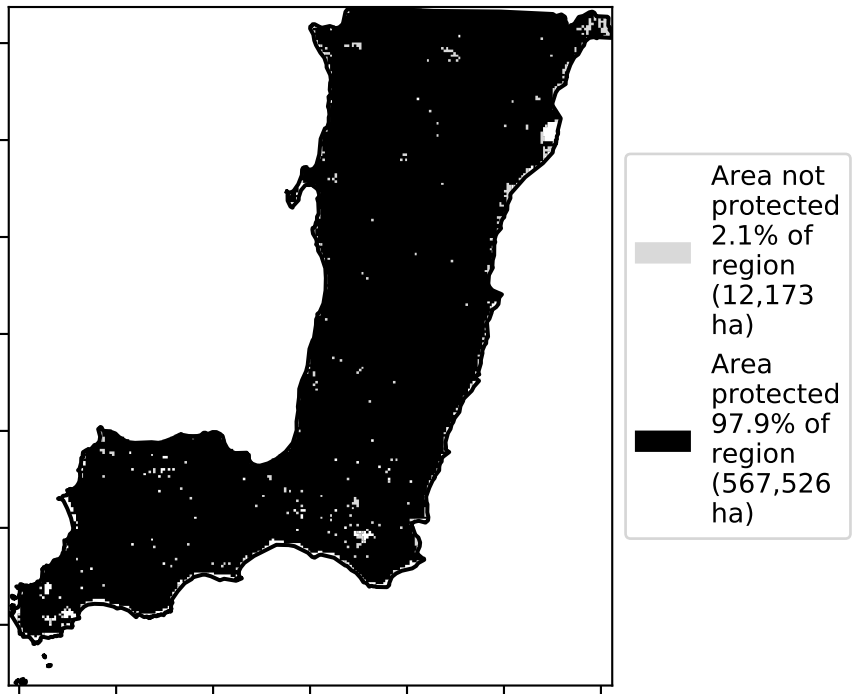 Area not
protected
2.1% of
region
(12,173
ha)
Area
protected
97.9% of
region
(567,526
ha)